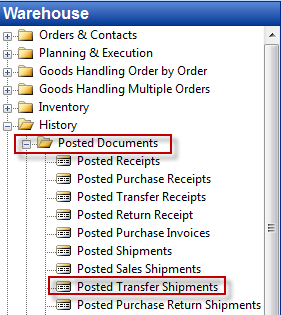 Warehouse
Orders & Contacts
Planning & Execution
Goods Handling Order by Order
Goods Handling Multiple Orders
Inventory
History
Posted Documents
Posted Receipts
Posted Purchase Receipts
Posted Transfer Receipts
Posted Return Receipt
Posted Purchase Invoices
Posted Shipments
Posted Sales Shipments
Posted Transfer Shipments
Posted Purchase Return Shipments